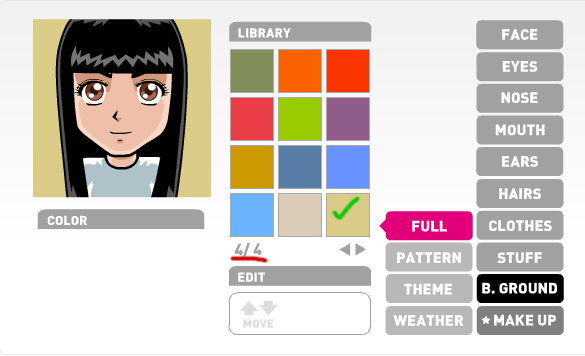 LIBRARY
COLOR
4/4
EDIT
MOVE
FULL
PATTERN
THEME
WEATHER
FACE
EYES
NOSE
MOUTH
EARS
HAIRS
CLOTHES
STUFF
B. GROUND
★MAKE UP